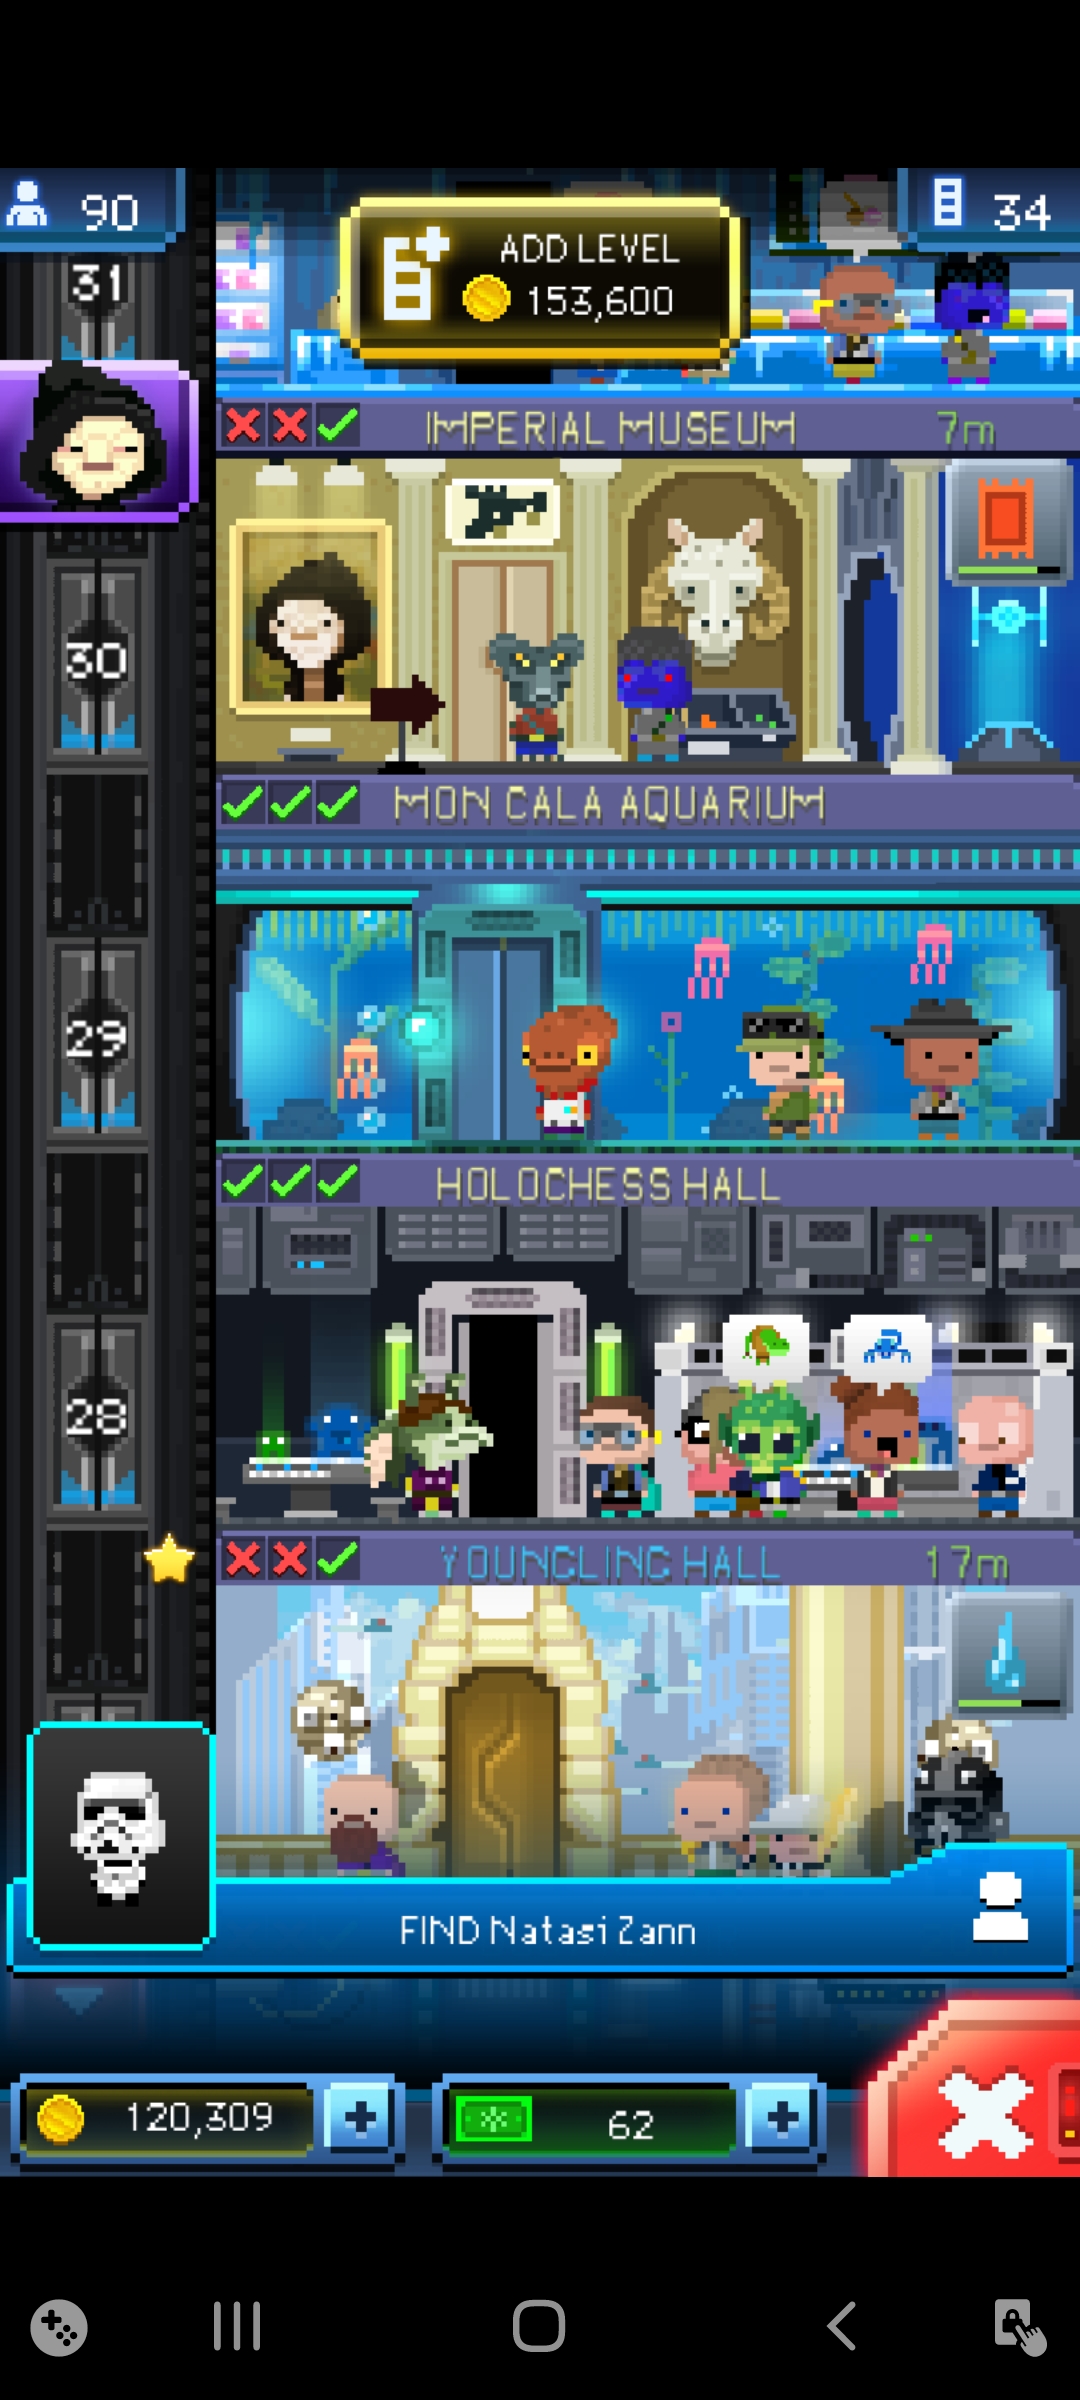 90
ADD LEVEL
153,600
34
31
IMPERIAL MUSEUM
7m
30
MON CALA AQUARIUM
29
HOLOCHESS HALL
28
YOUNGLING HALL
17m
FIND Natasi Zann
120,309
62